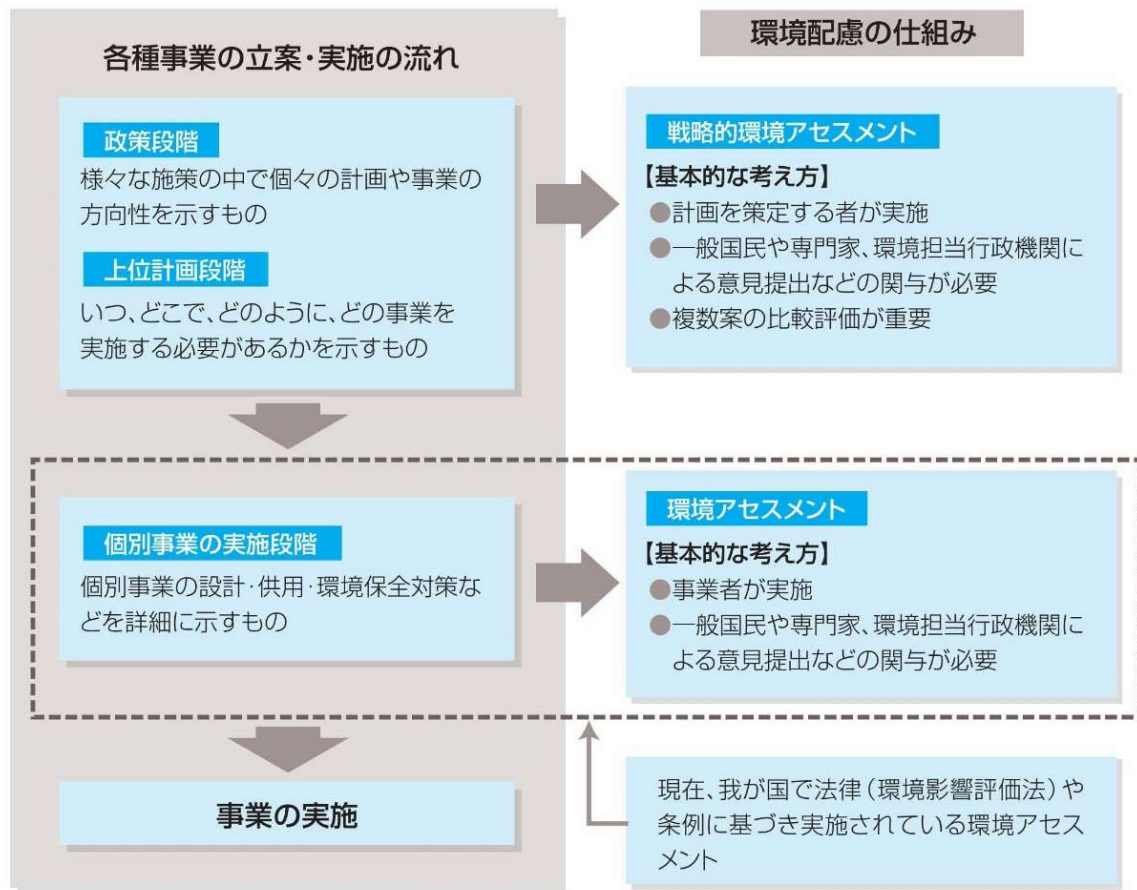 各種事業の立案・実施の流れ
環境配慮の仕組み
政策段階
様々な施策の中で個々の計画や事業の
方向性を示すもの
上位計画段階
いつ、どこで、どのように、どの事業を
実施する必要があるかを示すもの
戦略的環境アセスメント
【基本的な考え方】
●計画を策定する者が実施
●一般国民や専門家、環境担当行政機関に
よる意見提出などの関与が必要
●複数案の比較評価が重要
個別事業の実施段階
個別事業の設計・供用・環境保全対策な
どを詳細に示すもの
環境アセスメント
【基本的な考え方】
●事業者が実施
●一般国民や専門家、環境担当行政機関に
よる意見提出などの関与が必要
事業の実施
現在、我が国で法律(環境影響評価法)や
条例に基づき実施されている環境アセス
メント